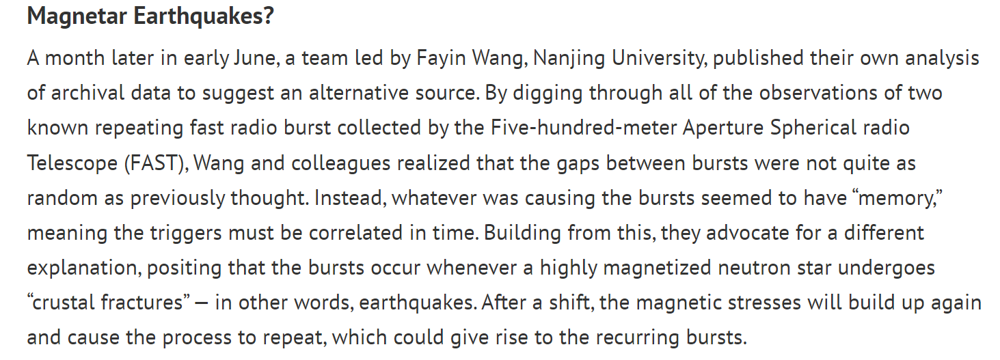 Magnetar Earthquakes?
A month later in early June, a team led by Fayin Wang, Nanjing University, published their own analysis
of archival data to suggest an alternative source. By digging through all of the observations of two
known repeating fast radio burst collected by the Five-hundred-meter Aperture Spherical radio
Telescope (FAST), Wang and colleagues realized that the gaps between bursts were not quite as
random as previously thought. Instead, whatever was causing the bursts seemed to have “memory,”
meaning the triggers must be correlated in time. Building from this, they advocate for a different
explanation, positing that the bursts occur whenever a highly magnetized neutron star undergoes
“crustal fractures” — in other words, earthquakes. After a shift, the magnetic stresses will build up again
and cause the process to repeat, which could give rise to the recurring bursts.